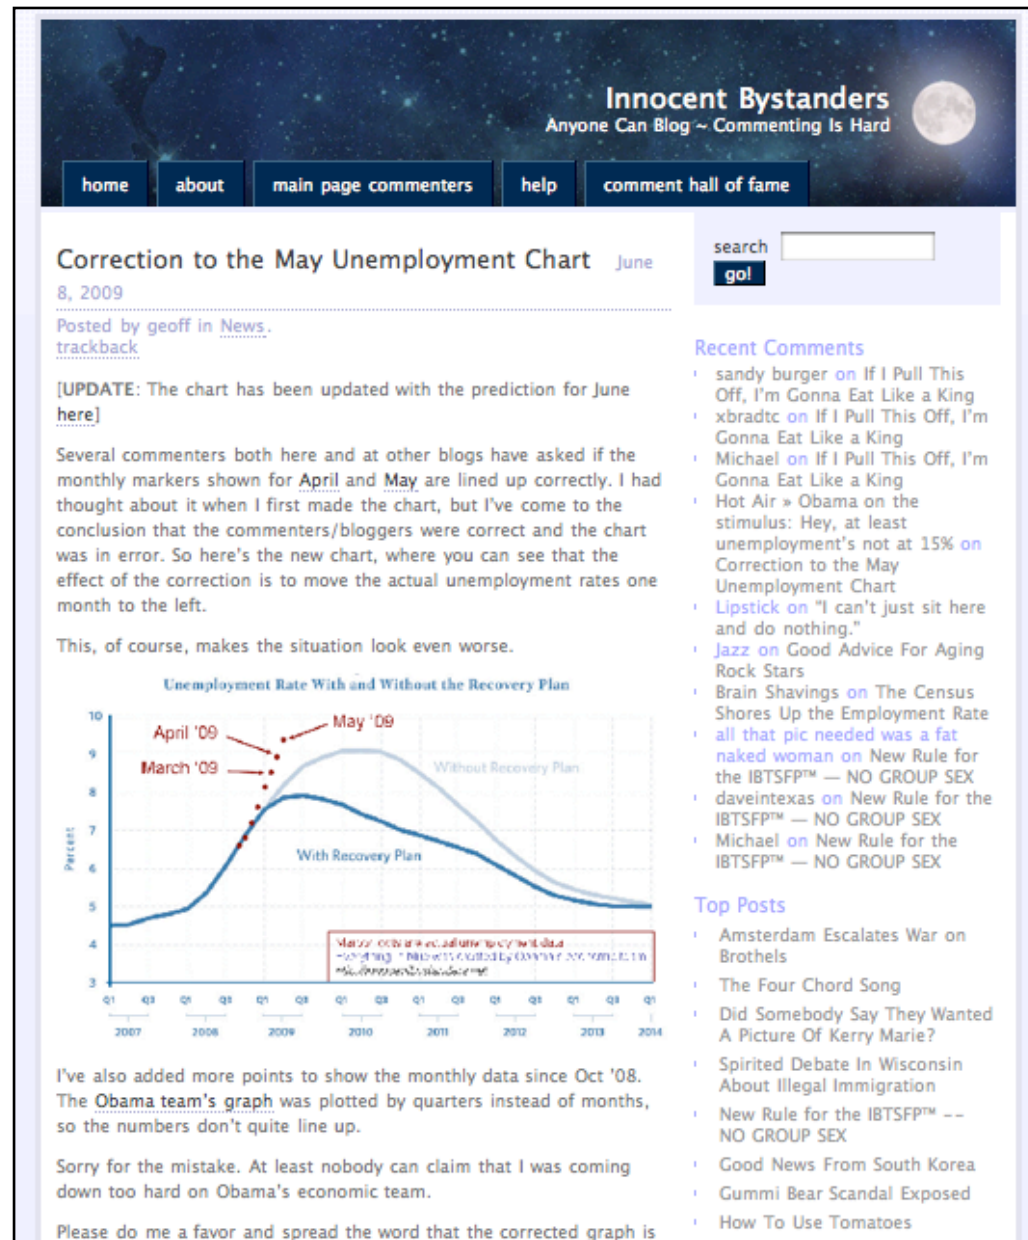 Innocent Bystanders
Anyone Can Blog ~ Commenting Is Hard
home
about
main page commenters
help
comment hall of fame
Correction to the May Unemployment Chart June
8, 2009
Posted by geoff in News.
trackback
[UPDATE: The chart has been updated with the prediction for June
here]
Several commenters both here and at other blogs have asked if the
monthly markers shown for April and May are lined up correctly. I had
thought about it when I first made the chart, but I've come to the
conclusion that the commenters/bloggers were correct and the chart
was in error. So here's the new chart, where you can see that the
effect of the correction is to move the actual unemployment rates one
month to the left.
This, of course, makes the situation look even worse.
Unemployment Rate With and Without the Recovery Plan
10
9
8
7
6
5
4
3
Percent
April '09
May '09
March '09
Without Recovery Plan
With Recovery Plan
Maroon dots are actual unemployment data
Everything in blue was created by Obama's economic team
Q1 Q3 Q1 Q3 Q1 Q3 Q1 Q3 Q1 Q3 Q1 Q3 Q1 Q3 Q1
2007 2008 2009 2010 2011 2012 2013 2014
I've also added more points to show the monthly data since Oct '08.
The Obama team's graph was plotted by quarters instead of months,
so the numbers don't quite line up.
Sorry for the mistake. At least nobody can claim that I was coming
down too hard on Obama's economic team.
Please do me a favor and spread the word that the corrected graph is
search
go!
Recent Comments
sandy burger on If I Pull This
Off, I'm Gonna Eat Like a King
xbradtc on If I Pull This Off, I'm
Gonna Eat Like a King
Michael on If I Pull This Off, I'm
Gonna Eat Like a King
Hot Air » Obama on the
stimulus: Hey, at least
unemployment's not at 15% on
Correction to the May
Unemployment Chart
Lipstick on "I can't just sit here
and do nothing."
Jazz on Good Advice For Aging
Rock Stars
Brain Shavings on The Census
Shores Up the Employment Rate
all that pic needed was a fat
naked woman on New Rule for
the IBTSFP™ — NO GROUP SEX
daveintexas on New Rule for the
IBTSFP™ — NO GROUP SEX
Michael on New Rule for the
IBTSFP™ — NO GROUP SEX
Top Posts
Amsterdam Escalates War on
Brothels
The Four Chord Song
Did Somebody Say They Wanted
A Picture Of Kerry Marie?
Spirited Debate In Wisconsin
About Illegal Immigration
New Rule for the IBTSFP™ --
NO GROUP SEX
Good News From South Korea
Gummi Bear Scandal Exposed
How To Use Tomatoes